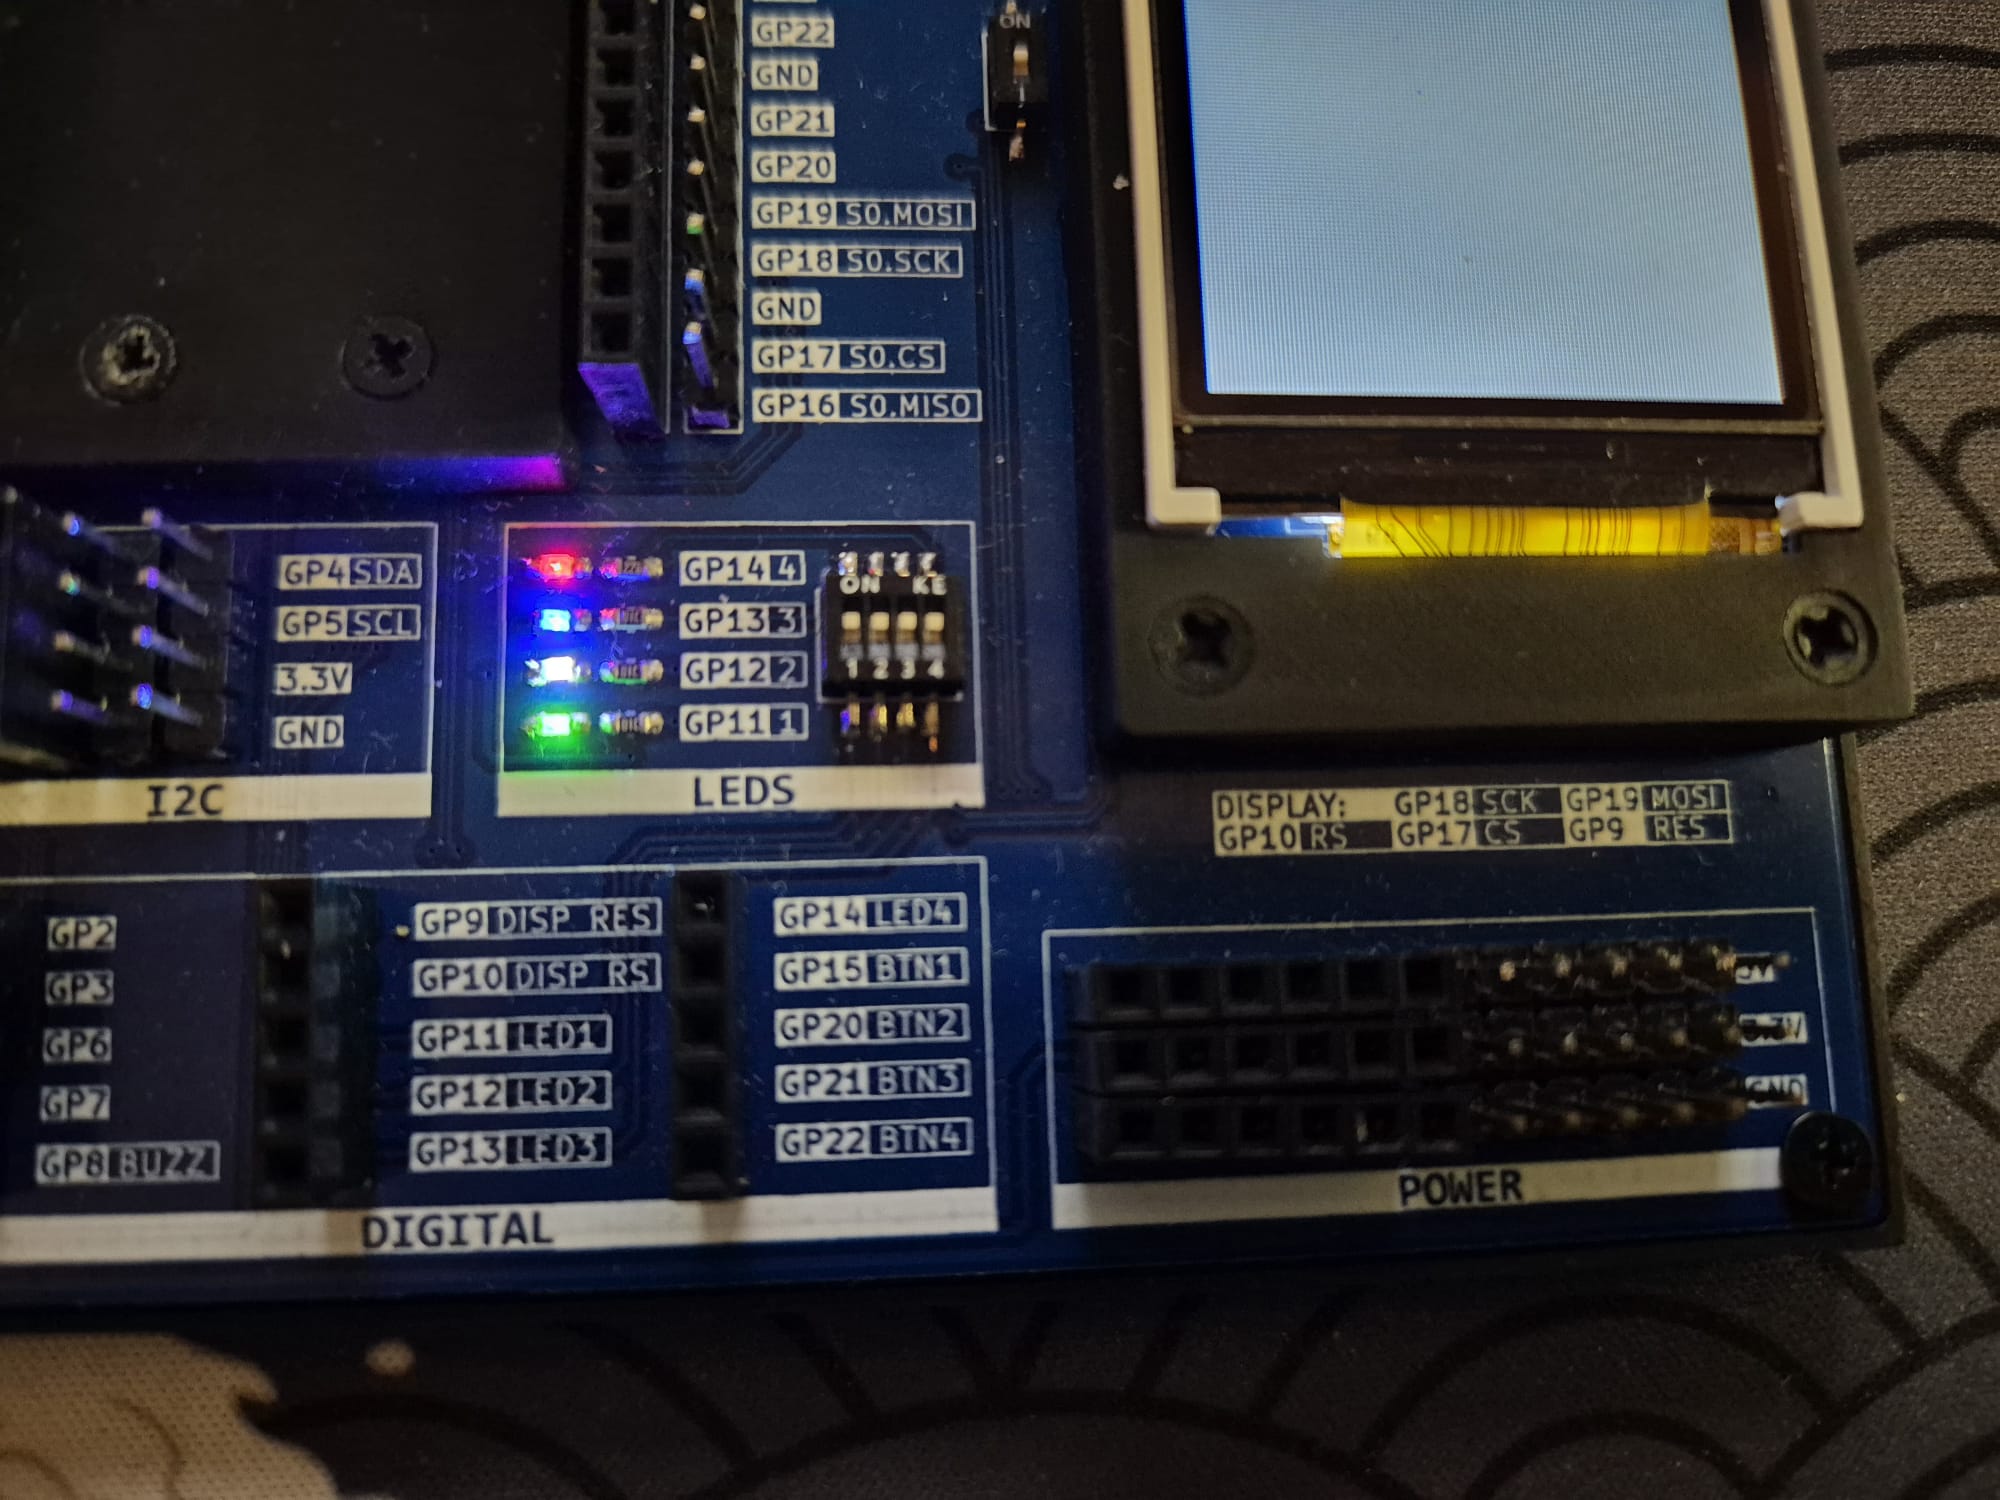 GP22
ON
GND
GP21
GP20
GP19 S0.MOSI
GP18 S0.SCK
GND
GP17 S0.CS
GP16 S0.MISO
GP4 SDA
GP5 SCL
3.3V
GND
I2C
GP14 4
GP13 3
GP12 2
GP11 1
ON KE
1 2 3 4
LEDS
DISPLAY: GP18 SCK GP19 MOSI
GP10 RS GP17 CS GP9 RES
GP2
GP3
GP6
GP7
GP8 BUZZ
GP9 DISP RES
GP10 DISP RS
GP11 LED1
GP12 LED2
GP13 LED3
GP14 LED4
GP15 BTN1
GP20 BTN2
GP21 BTN3
GP22 BTN4
DIGITAL
5V
3.3V
GND
POWER